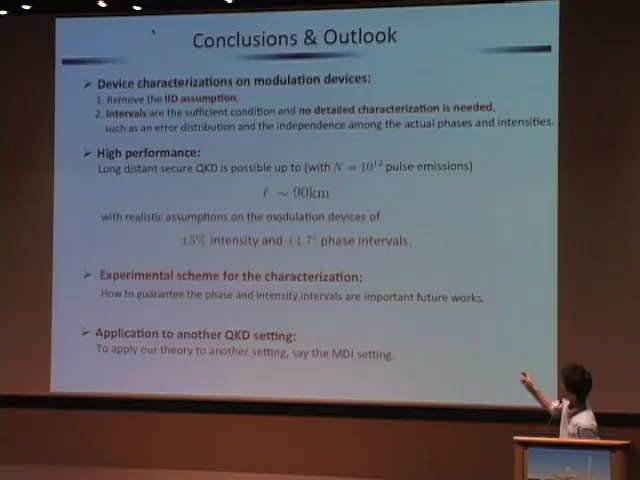 Conclusions & Outlook
➢ Device characterizations on modulation devices:
1. Remove the IID assumption
2. Intervals are the sufficient condition and no detailed characterization is needed,
such as an error distribution and the independence among the actual phases and intensities.
➢ High performance:
Long distant secure QKD is possible up to (with N = 10¹² pulse emissions)
ℓ ∼ 90km
with realistic assumptions on the modulation devices of
±5% intensity and ±1.7° phase intervals.
➢ Experimental scheme for the characterization:
How to guarantee the phase and intensity intervals are important future works.
➢ Application to another QKD setting:
To apply our theory to another setting, say the MDI setting.